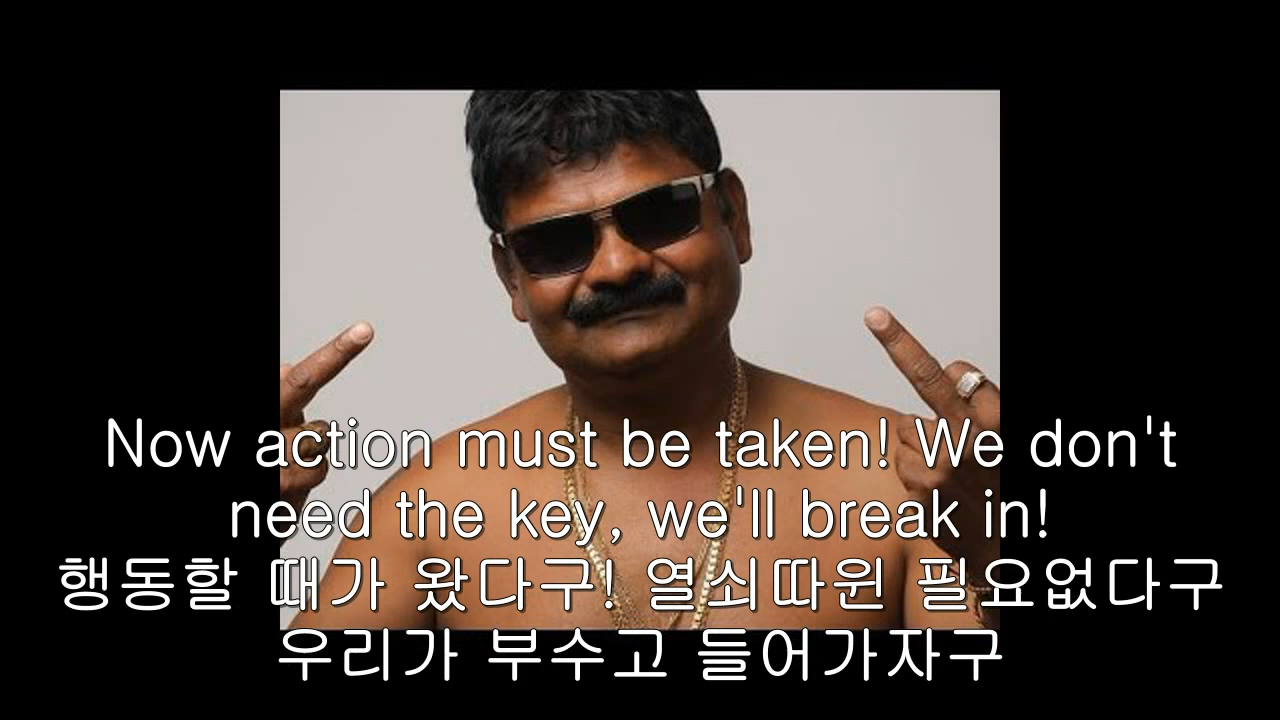 Now action must be taken! We don't
need the key, we'll break in!
행동할 때가 왔다구! 열쇠따윈 필요없다구
우리가 부수고 들어가자구